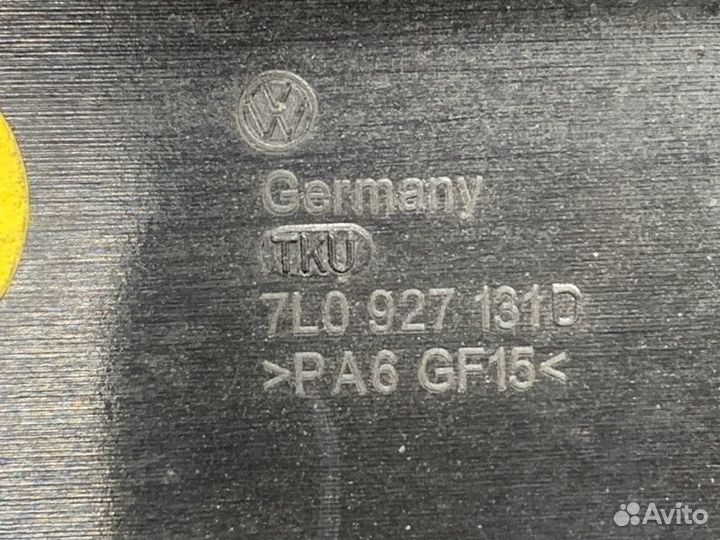 Germany
TKU
7L0 927 131D
>PA6 GF15<
Avito